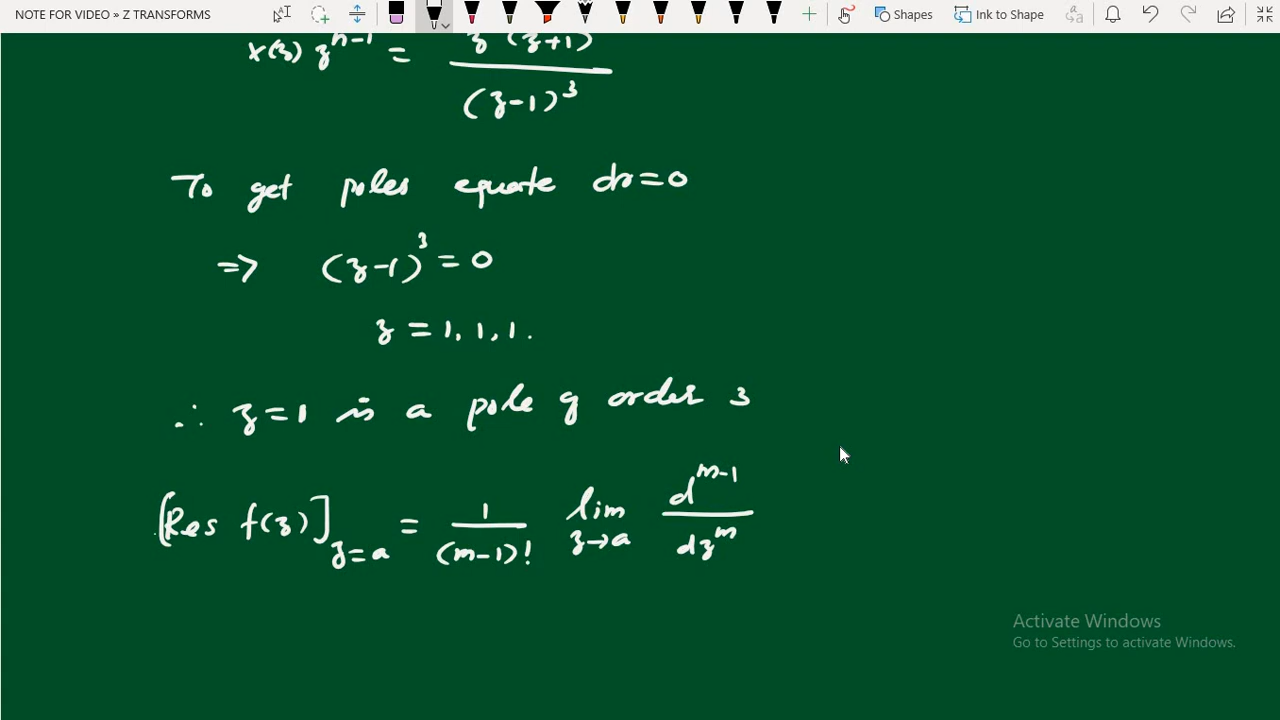 NOTE FOR VIDEO » Z TRANSFORMS
Shapes
Ink to Shape
x(z) z^{n-1} = z (z+1) / (z-1)^3
To get poles equate dr=0
=> (z-1)^3 = 0
z = 1, 1, 1.
∴ z=1 is a pole of order 3
[Res f(z)]_{z=a} = 1/(m-1)! lim_{z→a} d^{m-1}/dz^m
Activate Windows
Go to Settings to activate Windows.